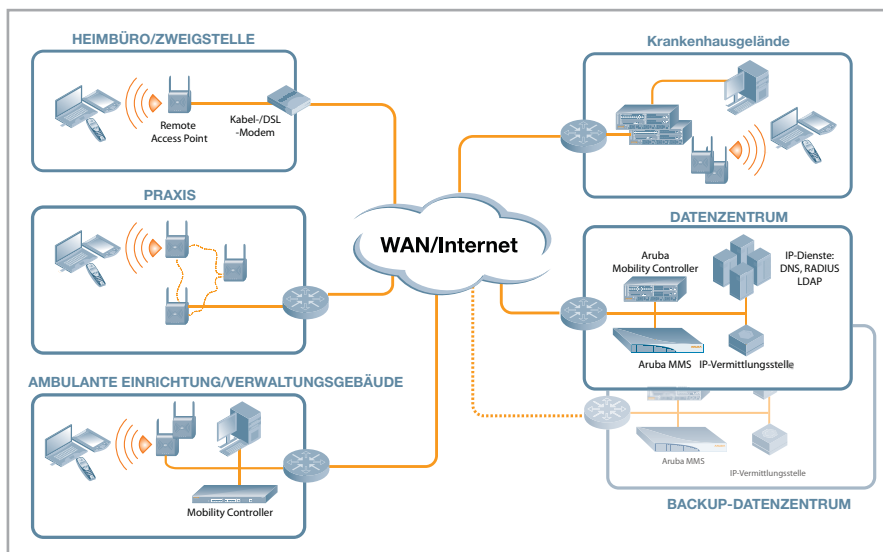 HEIMBÜRO/ZWEIGSTELLE
Remote
Access Point
Kabel-/DSL
-Modem
PRAXIS
AMBULANTE EINRICHTUNG/VERWALTUNGSGEBÄUDE
Mobility Controller
WAN/Internet
Krankenhausgelände
DATENZENTRUM
Aruba
Mobility Controller
IP-Dienste:
DNS, RADIUS
LDAP
Aruba MMS
IP-Vermittlungsstelle
Aruba MMS
IP-Vermittlungsstelle
BACKUP-DATENZENTRUM